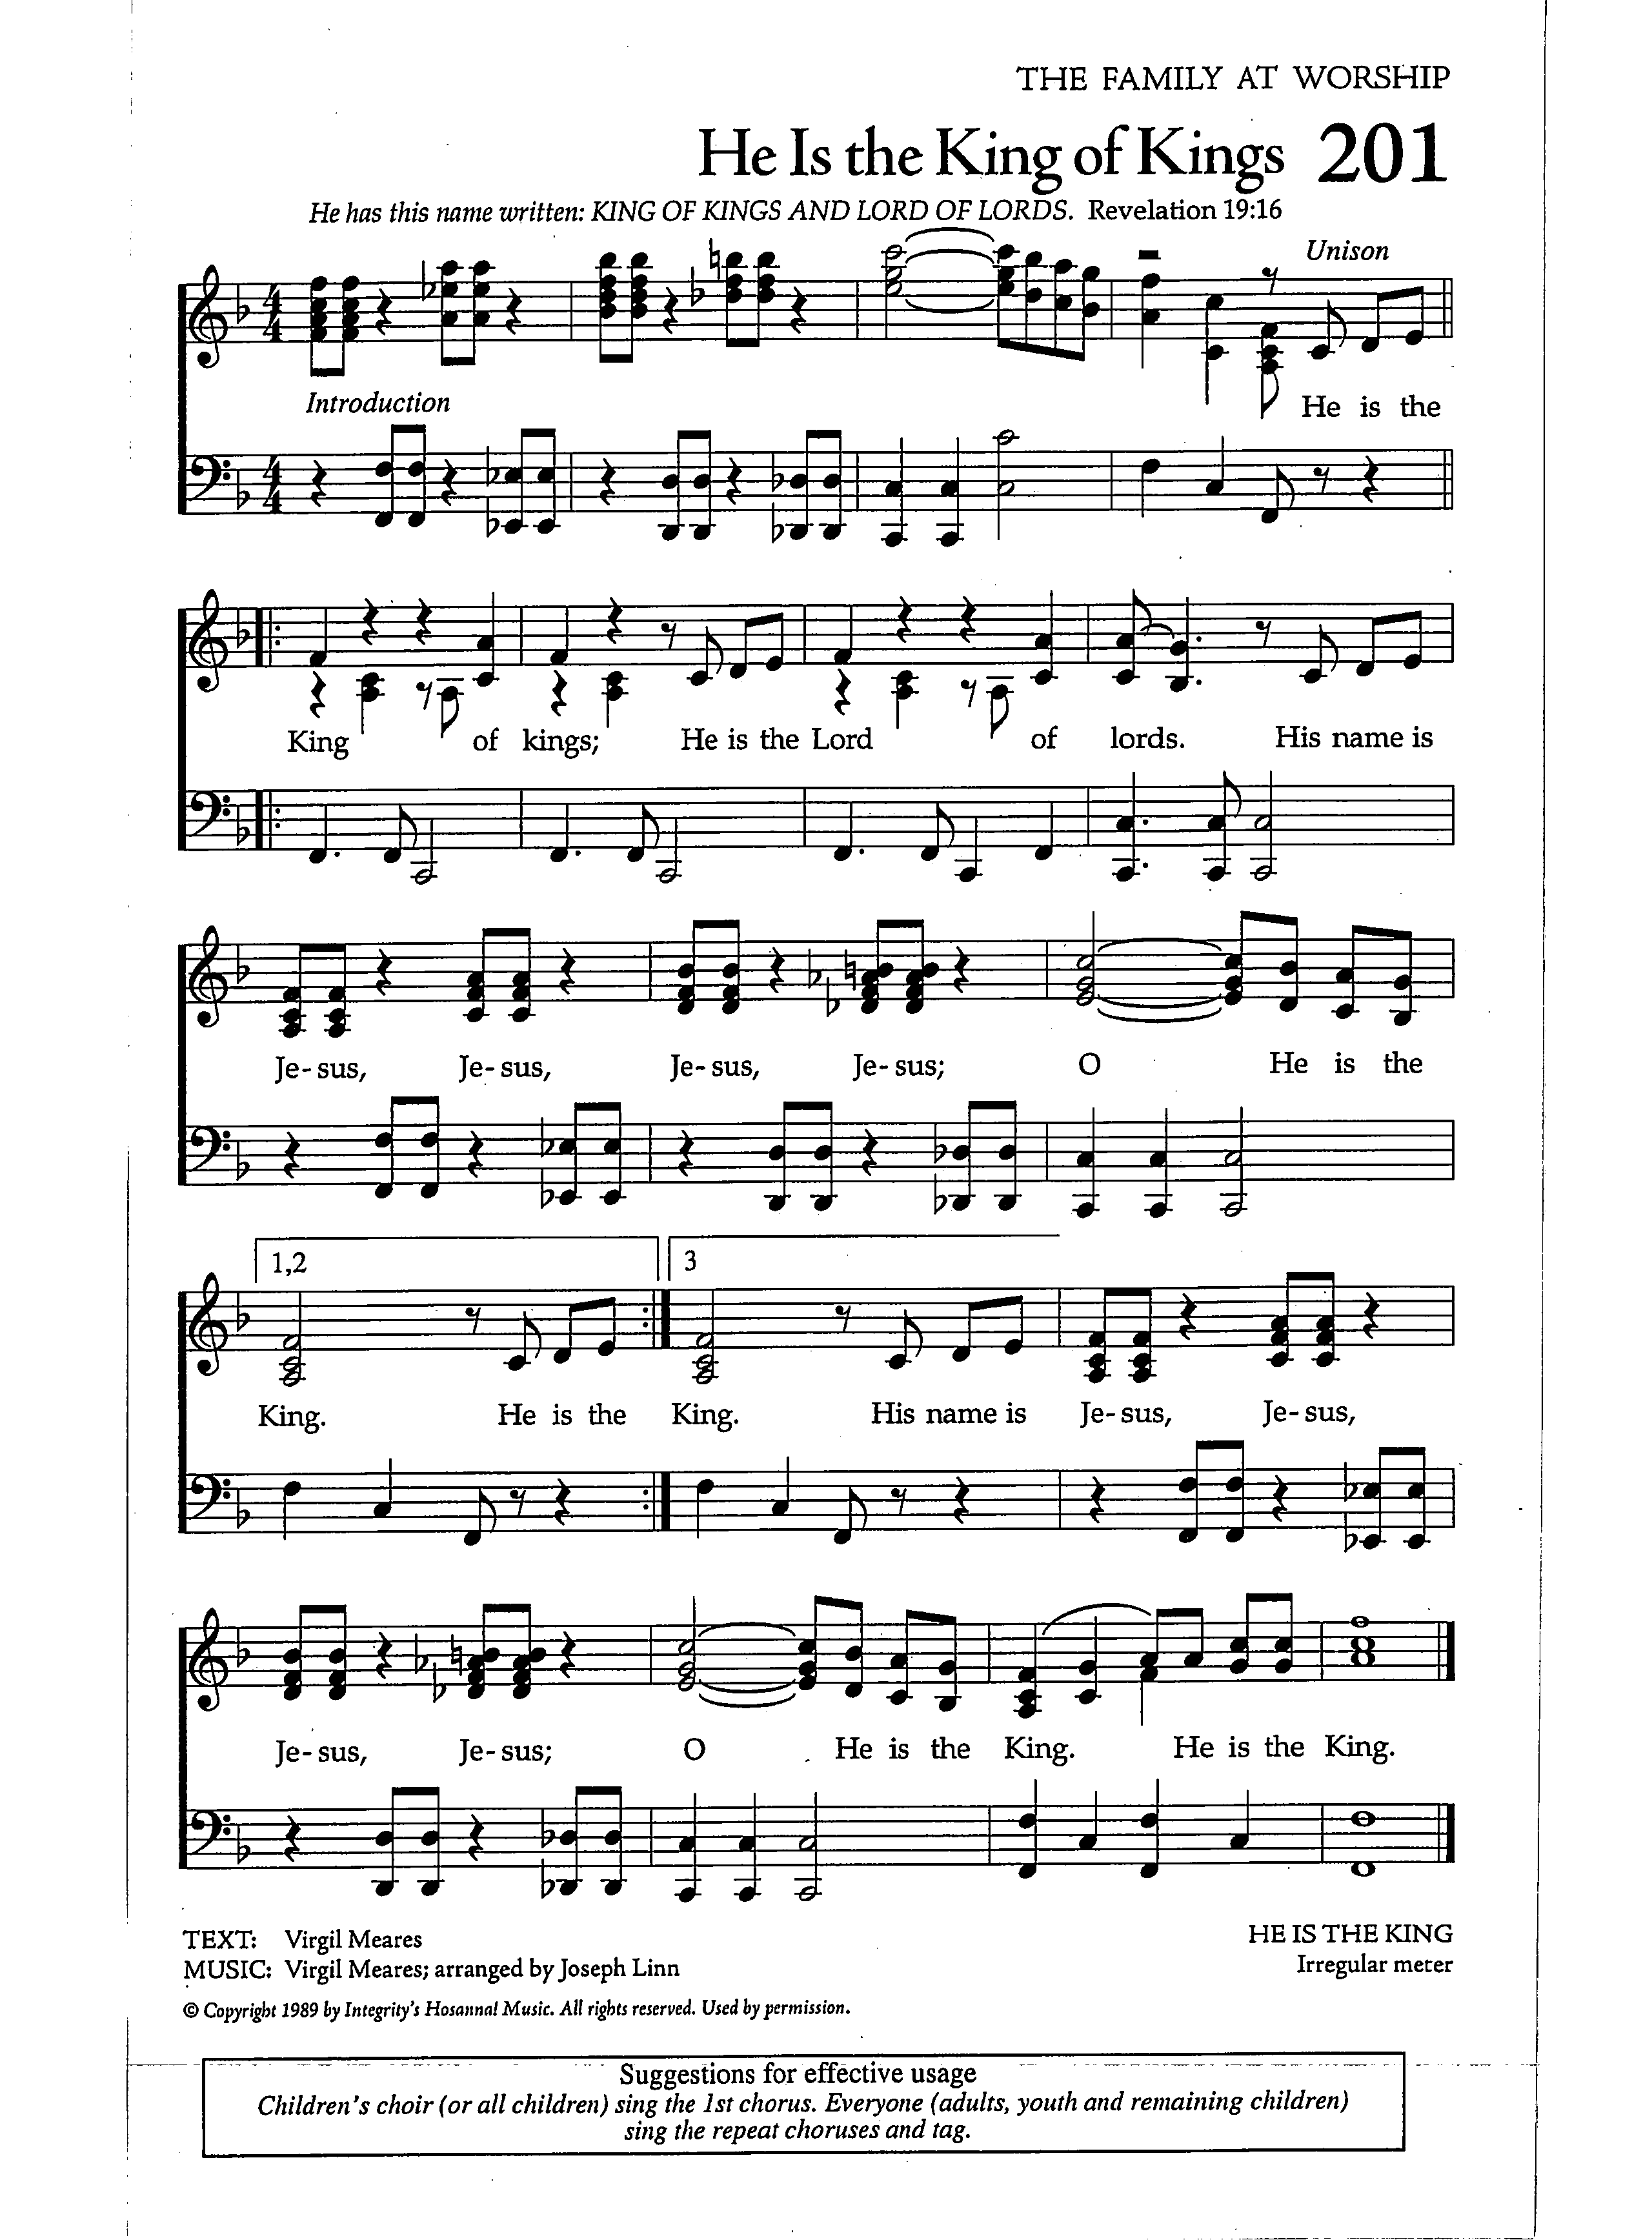 THE FAMILY AT WORSHIP
He Is the King of Kings 201
He has this name written: KING OF KINGS AND LORD OF LORDS. Revelation 19:16
Unison
Introduction
He is the
King of kings; He is the Lord of lords. His name is
Je- sus, Je- sus, Je- sus, Je- sus; O He is the
1,2 3
King. He is the King. His name is Je- sus, Je- sus,
Je- sus, Je- sus; O He is the King. He is the King.
TEXT: Virgil Meares
MUSIC: Virgil Meares; arranged by Joseph Linn
HE IS THE KING
Irregular meter
© Copyright 1989 by Integrity's Hosanna! Music. All rights reserved. Used by permission.
Suggestions for effective usage
Children's choir (or all children) sing the 1st chorus. Everyone (adults, youth and remaining children)
sing the repeat choruses and tag.